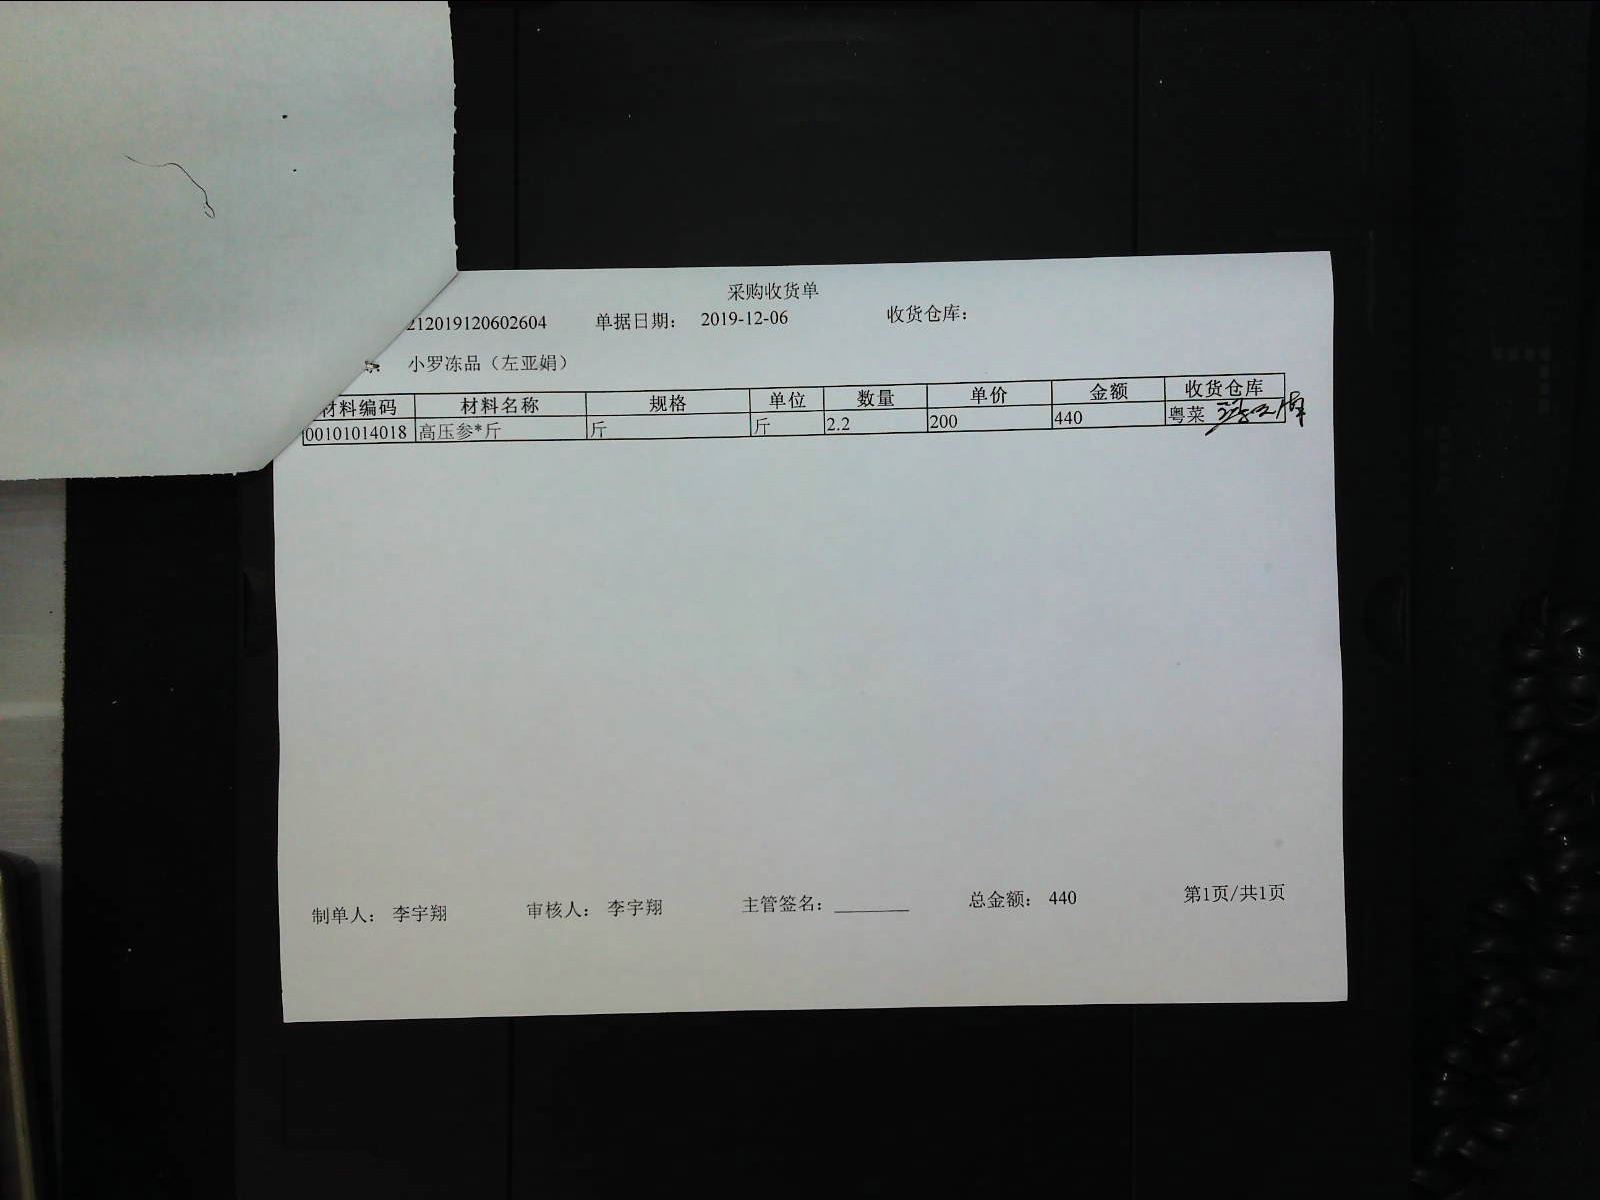 采购收货单
212019120602604 单据日期： 2019-12-06 收货仓库：
小罗冻品（左亚娟）
材料编码 材料名称 规格 单位 数量 单价 金额 收货仓库
00101014018 高压参*斤 斤 斤 2.2 200 440 粤菜
制单人： 李宇翔 审核人： 李宇翔 主管签名：________ 总金额： 440 第1页/共1页